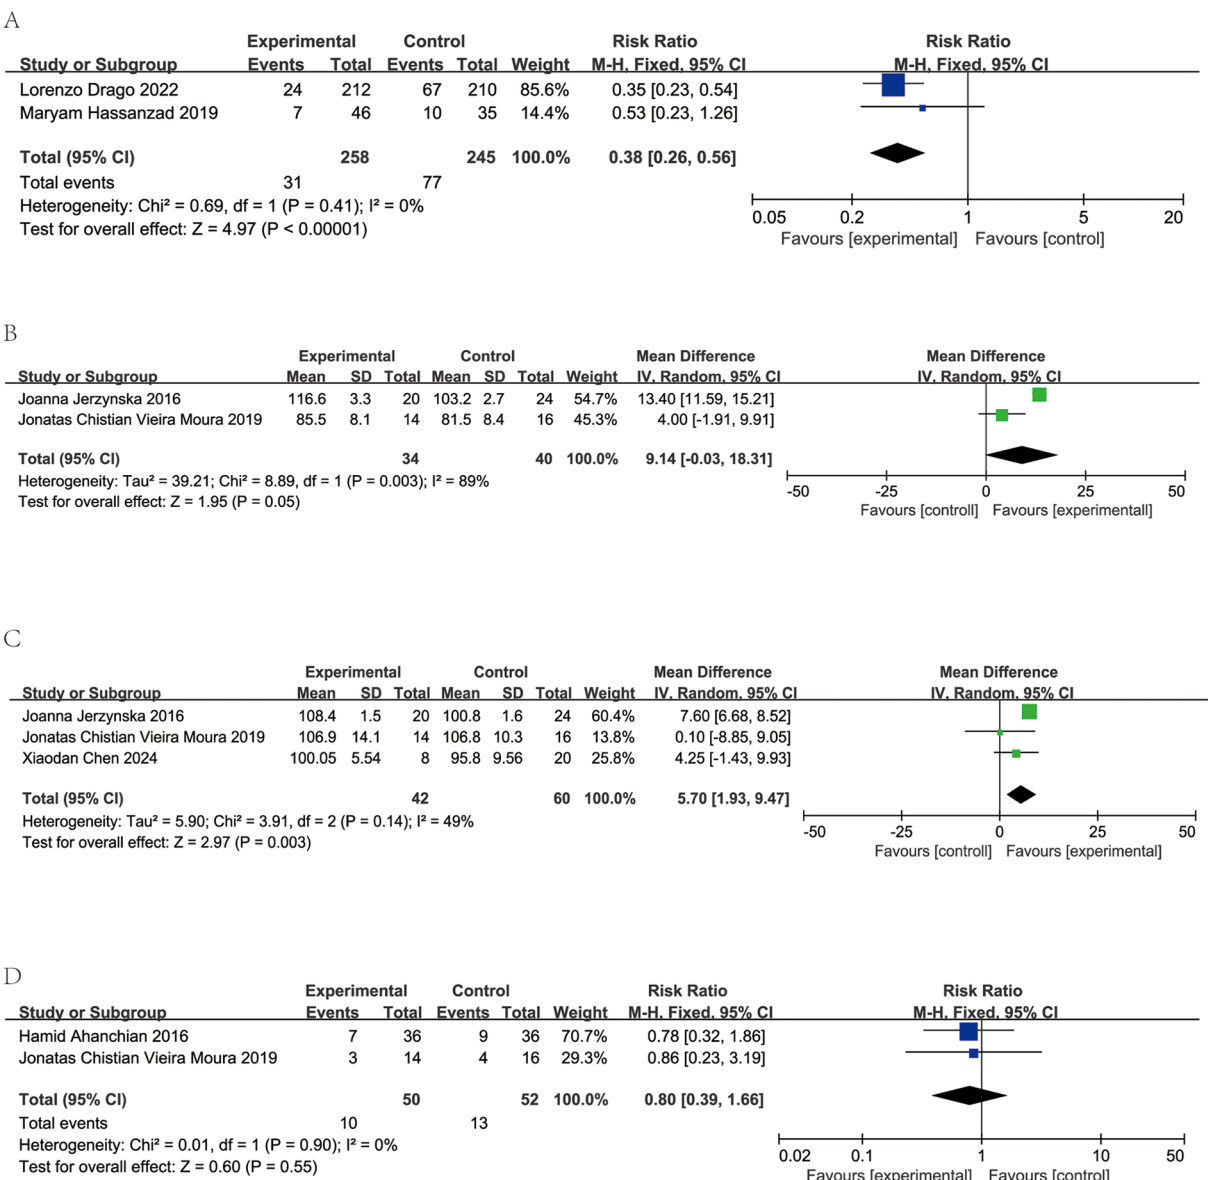 A
Experimental Control Risk Ratio Risk Ratio
Study or Subgroup Events Total Events Total Weight M-H, Fixed, 95% CI M-H, Fixed, 95% CI
Lorenzo Drago 2022 24 212 67 210 85.6% 0.35 [0.23, 0.54]
Maryam Hassanzad 2019 7 46 10 35 14.4% 0.53 [0.23, 1.26]
Total (95% CI) 258 245 100.0% 0.38 [0.26, 0.56]
Total events 31 77
Heterogeneity: Chi² = 0.69, df = 1 (P = 0.41); I² = 0%
Test for overall effect: Z = 4.97 (P < 0.00001)
0.05 0.2 1 5 20
Favours [experimental] Favours [control]
B
Experimental Control Mean Difference Mean Difference
Study or Subgroup Mean SD Total Mean SD Total Weight IV, Random, 95% CI IV, Random, 95% CI
Joanna Jerzynska 2016 116.6 3.3 20 103.2 2.7 24 54.7% 13.40 [11.59, 15.21]
Jonatas Chistian Vieira Moura 2019 85.5 8.1 14 81.5 8.4 16 45.3% 4.00 [-1.91, 9.91]
Total (95% CI) 34 40 100.0% 9.14 [-0.03, 18.31]
Heterogeneity: Tau² = 39.21; Chi² = 8.89, df = 1 (P = 0.003); I² = 89%
Test for overall effect: Z = 1.95 (P = 0.05)
-50 -25 0 25 50
Favours [controll] Favours [experimentall]
C
Experimental Control Mean Difference Mean Difference
Study or Subgroup Mean SD Total Mean SD Total Weight IV, Random, 95% CI IV, Random, 95% CI
Joanna Jerzynska 2016 108.4 1.5 20 100.8 1.6 24 60.4% 7.60 [6.68, 8.52]
Jonatas Chistian Vieira Moura 2019 106.9 14.1 14 106.8 10.3 16 13.8% 0.10 [-8.85, 9.05]
Xiaodan Chen 2024 100.05 5.54 8 95.8 9.56 20 25.8% 4.25 [-1.43, 9.93]
Total (95% CI) 42 60 100.0% 5.70 [1.93, 9.47]
Heterogeneity: Tau² = 5.90; Chi² = 3.91, df = 2 (P = 0.14); I² = 49%
Test for overall effect: Z = 2.97 (P = 0.003)
-50 -25 0 25 50
Favours [controll] Favours [experimental]
D
Experimental Control Risk Ratio Risk Ratio
Study or Subgroup Events Total Events Total Weight M-H, Fixed, 95% CI M-H, Fixed, 95% CI
Hamid Ahanchian 2016 7 36 9 36 70.7% 0.78 [0.32, 1.86]
Jonatas Chistian Vieira Moura 2019 3 14 4 16 29.3% 0.86 [0.23, 3.19]
Total (95% CI) 50 52 100.0% 0.80 [0.39, 1.66]
Total events 10 13
Heterogeneity: Chi² = 0.01, df = 1 (P = 0.90); I² = 0%
Test for overall effect: Z = 0.60 (P = 0.55)
0.02 0.1 1 10 50
Favours [experimental] Favours [control]